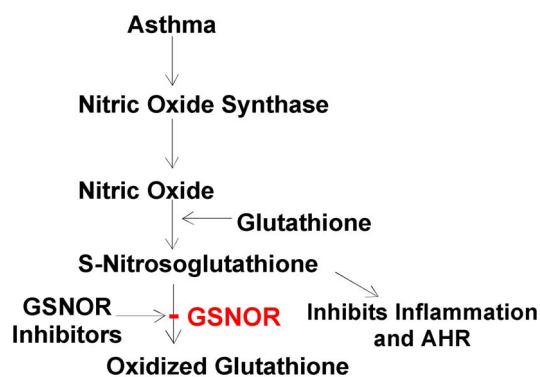 Asthma
Nitric Oxide Synthase
Nitric Oxide
Glutathione
S-Nitrosoglutathione
GSNOR
Inhibitors
- GSNOR
Inhibits Inflammation
and AHR
Oxidized Glutathione